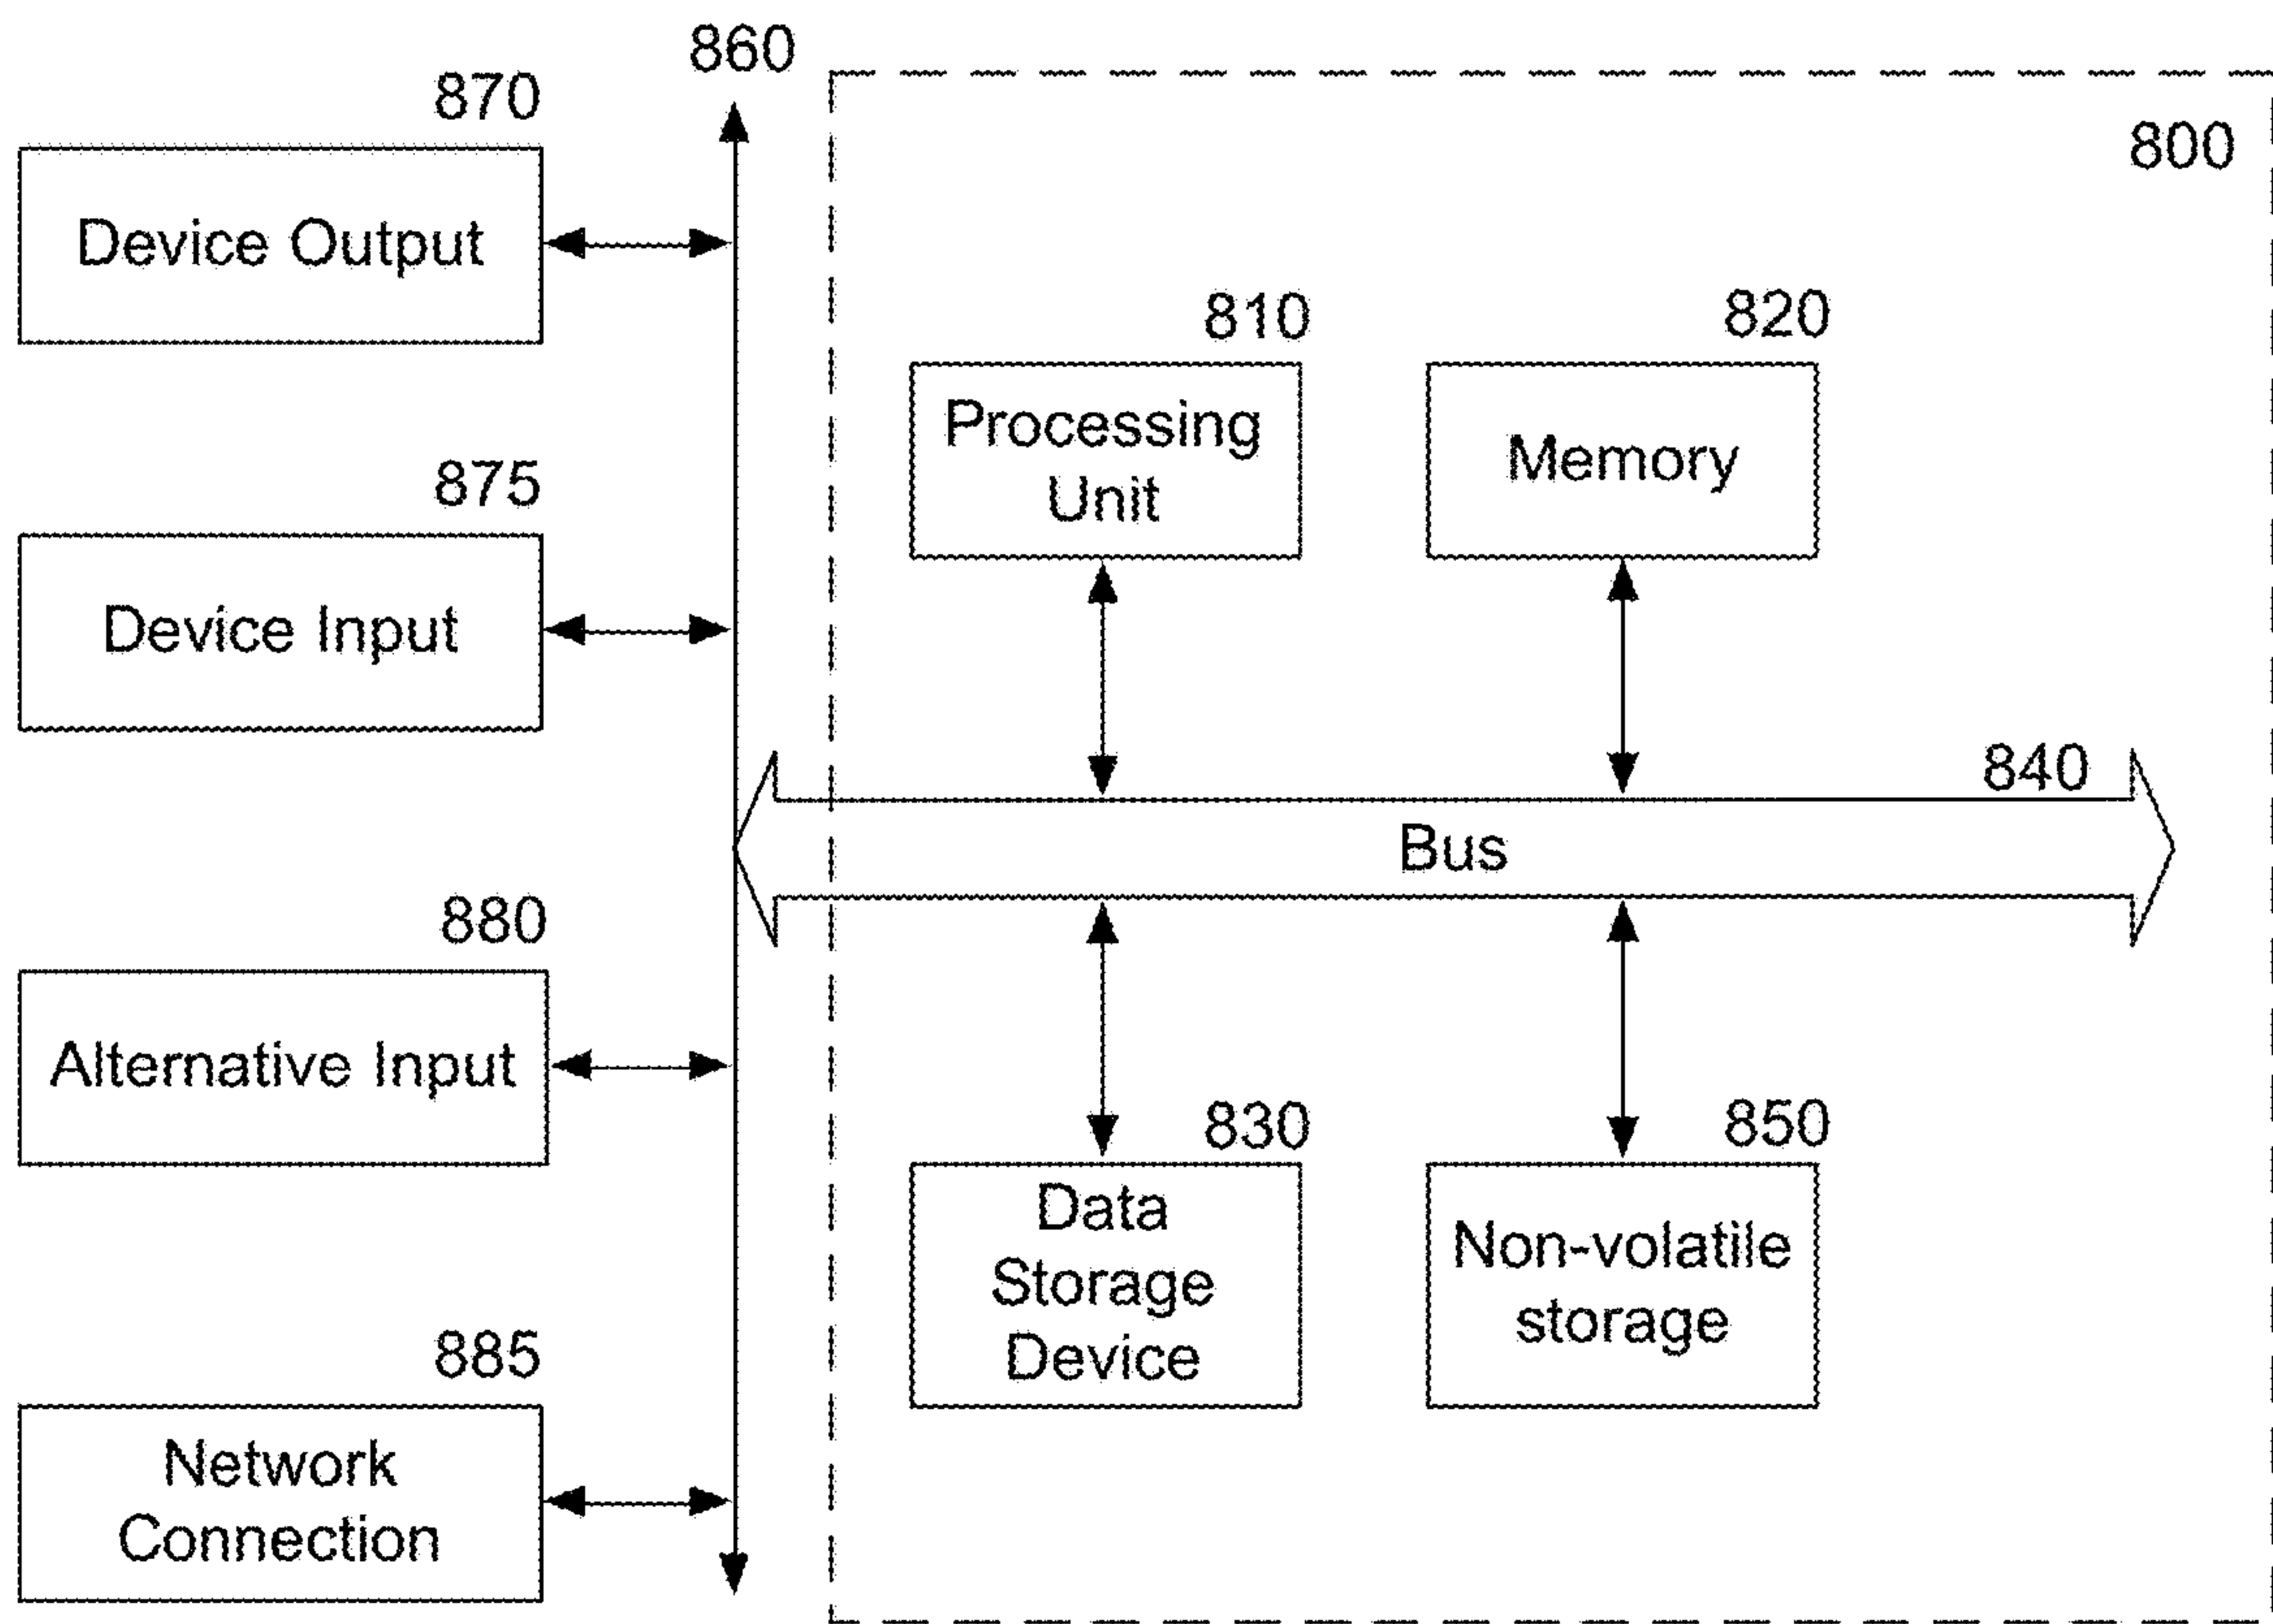 860
870
800
Device Output
810
820
Processing
Unit
Memory
875
Device Input
840
Bus
880
Alternative Input
830
850
Data
Storage
Device
Non-volatile
storage
885
Network
Connection